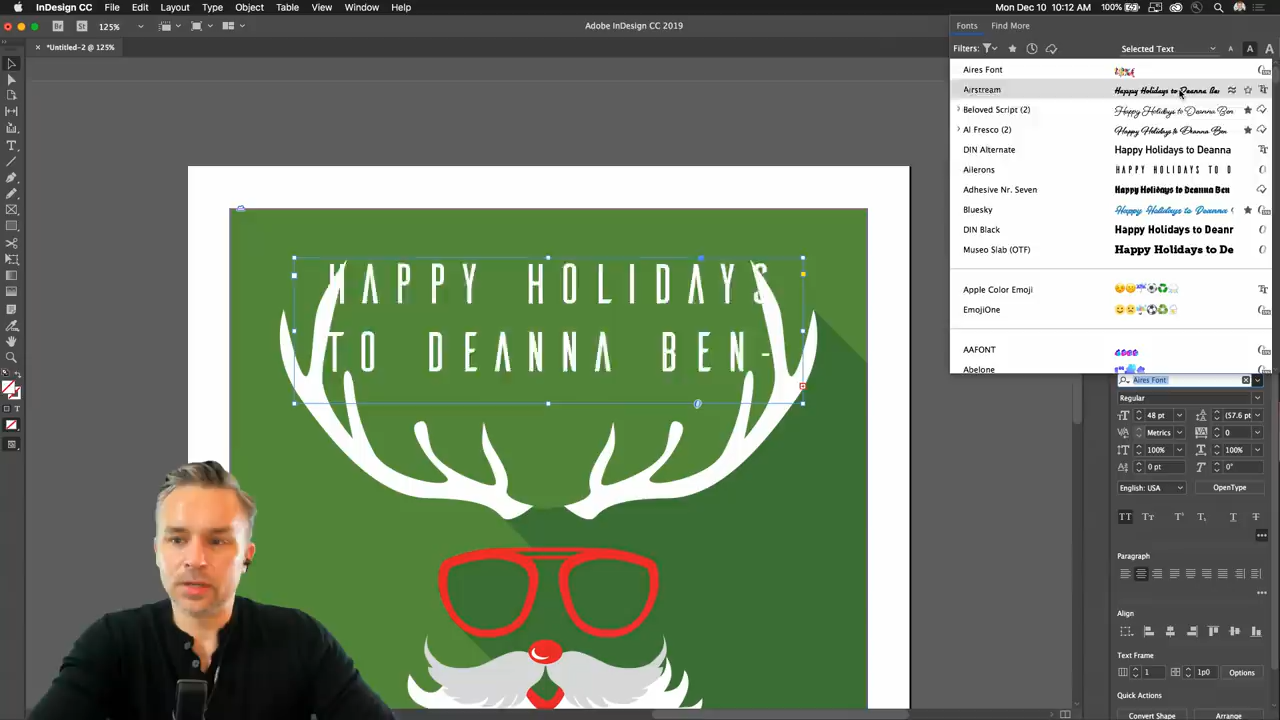 InDesign CC File Edit Layout Type Object Table View Window Help
100% Mon Dec 10 10:12 AM
Br St 125%
Adobe InDesign CC 2019
Fonts Find More
*Untitled-2 @ 125%
Filters: Selected Text A A A
Aires Font
Airstream Happy Holidays to Deanna Be
Beloved Script (2) Happy Holidays to Deanna Ben
Al Fresco (2) Happy Holidays to Deanna Ben
DIN Alternate Happy Holidays to Deanna
Ailerons HAPPY HOLIDAYS TO D
Adhesive Nr. Seven Happy Holidays to Deanna Ben
Bluesky Happy Holidays to Deanna
DIN Black Happy Holidays to Deanr
Museo Slab (OTF) Happy Holidays to De
Apple Color Emoji
EmojiOne
AAFONT
Abelone
HAPPY HOLIDAYS
TO DEANNA BEN-
Aires Font
Regular
48 pt (57.6 pt)
Metrics 0
100% 100%
0 pt 0°
English: USA OpenType
Paragraph
Align
Text Frame
1 1p0 Options
Quick Actions
Convert Shape Arrange